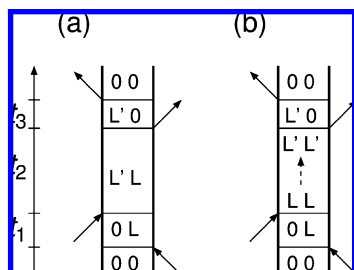 (a) (b)
0 0 0 0
t3 L' 0 L' 0
L' L'
t2 L' L
L L
t1 0 L 0 L
0 0 0 0